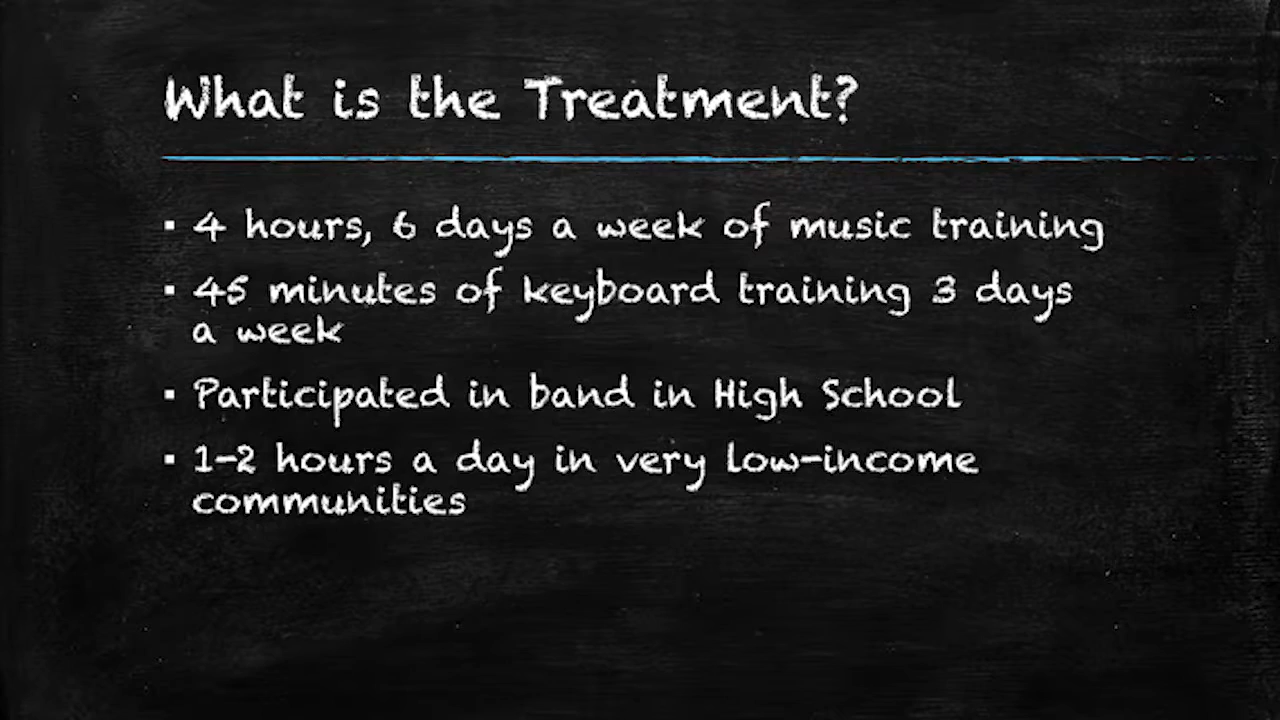 What is the Treatment?
▪ 4 hours, 6 days a week of music training
▪ 45 minutes of keyboard training 3 days
a week
▪ Participated in band in High School
▪ 1-2 hours a day in very low-income
communities